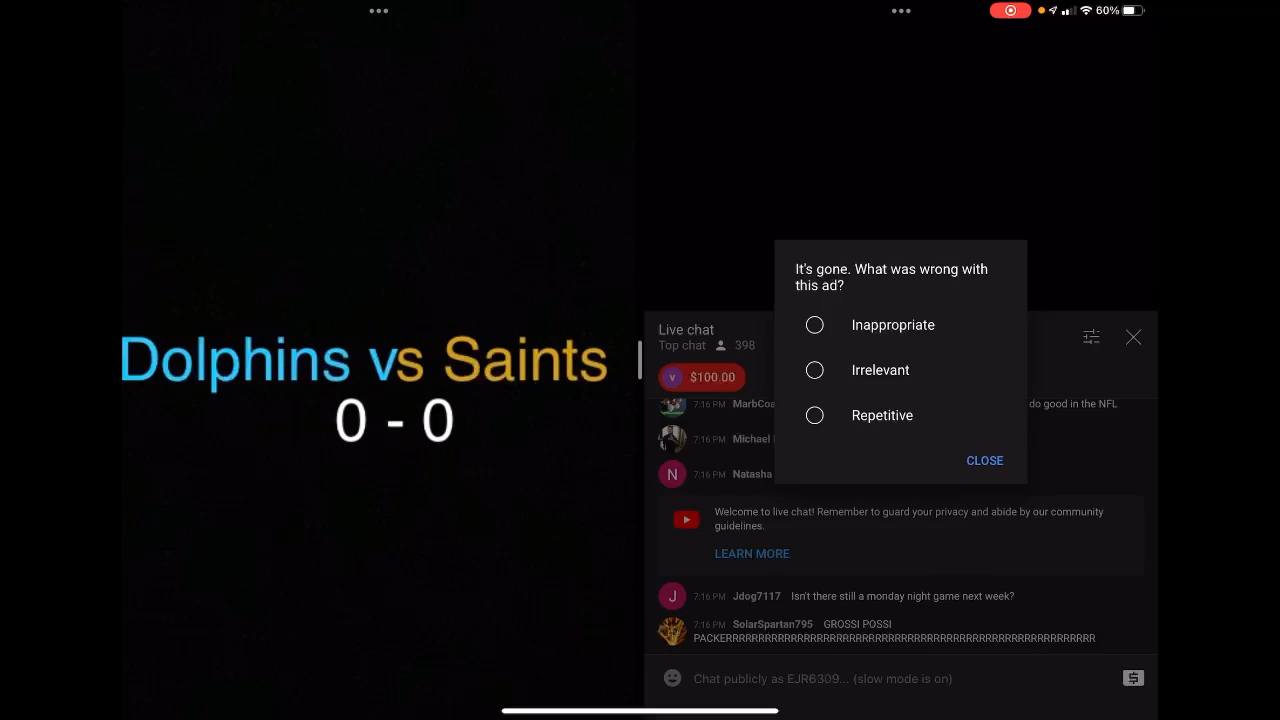 60%
Dolphins vs Saints
0 - 0
It's gone. What was wrong with
this ad?
Inappropriate
Irrelevant
Repetitive
CLOSE
Live chat
Top chat 398
v $100.00
7:16 PM MarbCoa do good in the NFL
7:16 PM Michael
N 7:16 PM Natasha
Welcome to live chat! Remember to guard your privacy and abide by our community
guidelines.
LEARN MORE
J 7:16 PM Jdog7117 Isn't there still a monday night game next week?
7:16 PM SolarSpartan795 GROSSI POSSI
PACKERRRRRRRRRRRRRRRRRRRRRRRRRRRRRRRRRRRRRRRRRRRRRRRRRRRRRRR
Chat publicly as EJR6309... (slow mode is on)